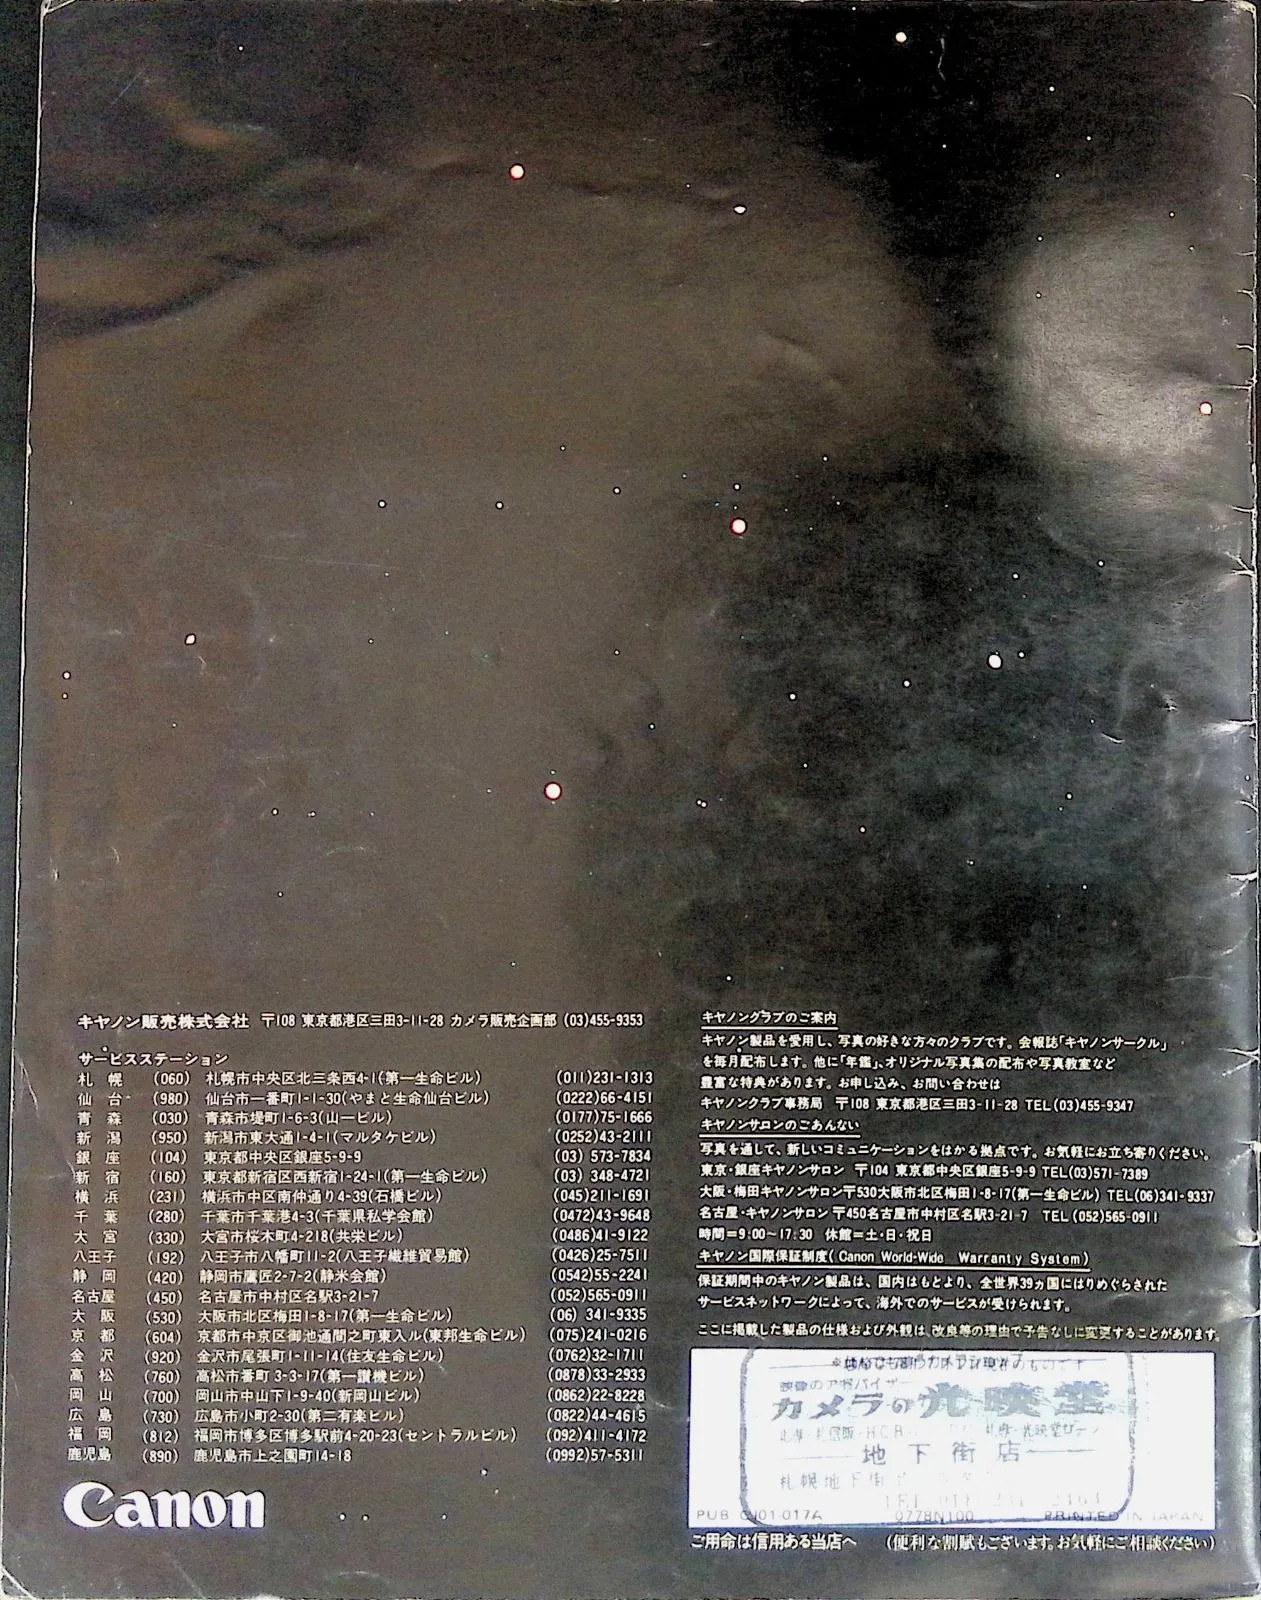 キヤノン販売株式会社 〒108 東京都港区三田3-11-28 カメラ販売企画部 (03)455-9353
サービスステーション
札幌 (060) 札幌市中央区北三条西4-1(第一生命ビル) (011)231-1313
仙台 (980) 仙台市一番町1-1-30(やまと生命仙台ビル) (0222)66-4151
青森 (030) 青森市堤町1-6-3(山一ビル) (0177)75-1666
新潟 (950) 新潟市東大通1-4-1(マルタケビル) (0252)43-2111
銀座 (104) 東京都中央区銀座5-9-9 (03) 573-7834
新宿 (160) 東京都新宿区西新宿1-24-1(第一生命ビル) (03) 348-4721
横浜 (231) 横浜市中区南仲通り4-39(石橋ビル) (045)211-1691
千葉 (280) 千葉市千葉港4-3(千葉県私学会館) (0472)43-9648
大宮 (330) 大宮市桜木町4-218(共栄ビル) (0486)41-9122
八王子 (192) 八王子市八幡町11-2(八王子繊維貿易館) (0426)25-7511
静岡 (420) 静岡市鷹匠2-7-2(静米会館) (0542)55-2241
名古屋 (450) 名古屋市中村区名駅3-21-7 (052)565-0911
大阪 (530) 大阪市北区梅田1-8-17(第一生命ビル) (06) 341-9335
京都 (604) 京都市中京区御池通間之町東入ル(東邦生命ビル) (075)241-0216
金沢 (920) 金沢市尾張町1-11-14(住友生命ビル) (0762)32-1711
高松 (760) 高松市番町3-3-17(第一讃機ビル) (0878)33-2933
岡山 (700) 岡山市中山下1-9-40(新岡山ビル) (0862)22-8228
広島 (730) 広島市小町2-30(第二有楽ビル) (0822)44-4615
福岡 (812) 福岡市博多区博多駅前4-20-23(セントラルビル) (092)411-4172
鹿児島 (890) 鹿児島市上之園町14-18 (0992)57-5311
Canon
キヤノンクラブのご案内
キヤノン製品を愛用し、写真の好きな方々のクラブです。会報誌「キヤノンサークル」
を毎月配布します。他に「年鑑」、オリジナル写真集の配布や写真教室など
豊富な特典があります。お申し込み、お問い合わせは
キヤノンクラブ事務局 〒108 東京都港区三田3-11-28 TEL(03)455-9347
キヤノンサロンのごあんない
写真を通して、新しいコミュニケーションをはかる拠点です。お気軽にお立ち寄りください。
東京・銀座キヤノンサロン 〒104 東京都中央区銀座5-9-9 TEL(03)571-7389
大阪・梅田キヤノンサロン〒530大阪市北区梅田1-8-17(第一生命ビル) TEL(06)341-9337
名古屋・キヤノンサロン〒450名古屋市中村区名駅3-21-7 TEL(052)565-0911
時間=9:00~17:30 休館=土・日・祝日
キヤノン国際保証制度(Canon World-Wide Warranty System)
保証期間中のキヤノン製品は、国内はもとより、全世界39ヵ国にはりめぐらされた
サービスネットワークによって、海外でのサービスが受けられます。
ここに掲載した製品の仕様および外観は、改良等の理由で予告なしに変更することがあります。
映像のアドバイザー
カメラの光映堂
地下街店
札幌地下街
PUB. CJ01-017A 0778N100 PRINTED IN JAPAN
ご用命は信用ある当店へ (便利な割賦もございます。お気軽にご相談ください)